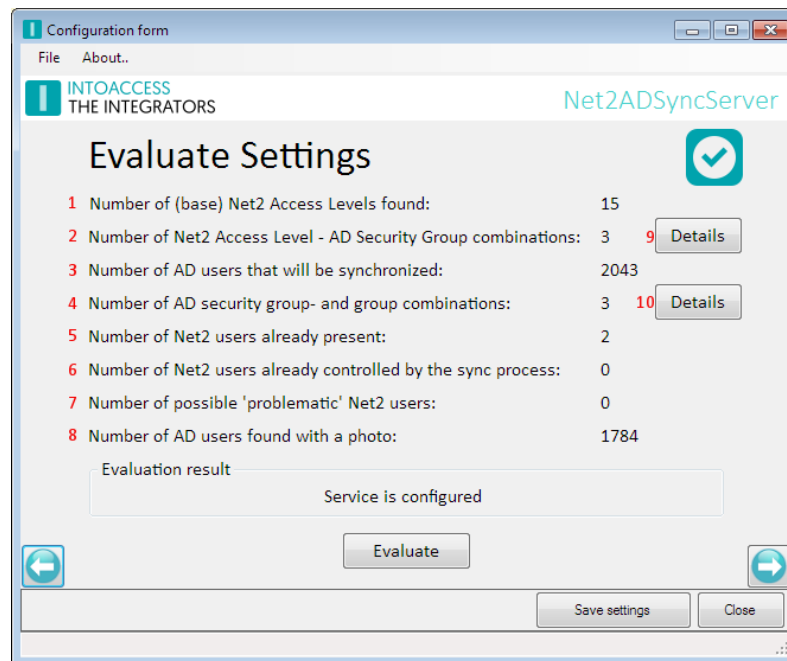 Configuration form
File About..
INTOACCESS
THE INTEGRATORS
Net2ADSyncServer
Evaluate Settings
1 Number of (base) Net2 Access Levels found: 15
2 Number of Net2 Access Level - AD Security Group combinations: 3 9 Details
3 Number of AD users that will be synchronized: 2043
4 Number of AD security group- and group combinations: 3 10 Details
5 Number of Net2 users already present: 2
6 Number of Net2 users already controlled by the sync process: 0
7 Number of possible 'problematic' Net2 users: 0
8 Number of AD users found with a photo: 1784
Evaluation result
Service is configured
Evaluate
Save settings Close